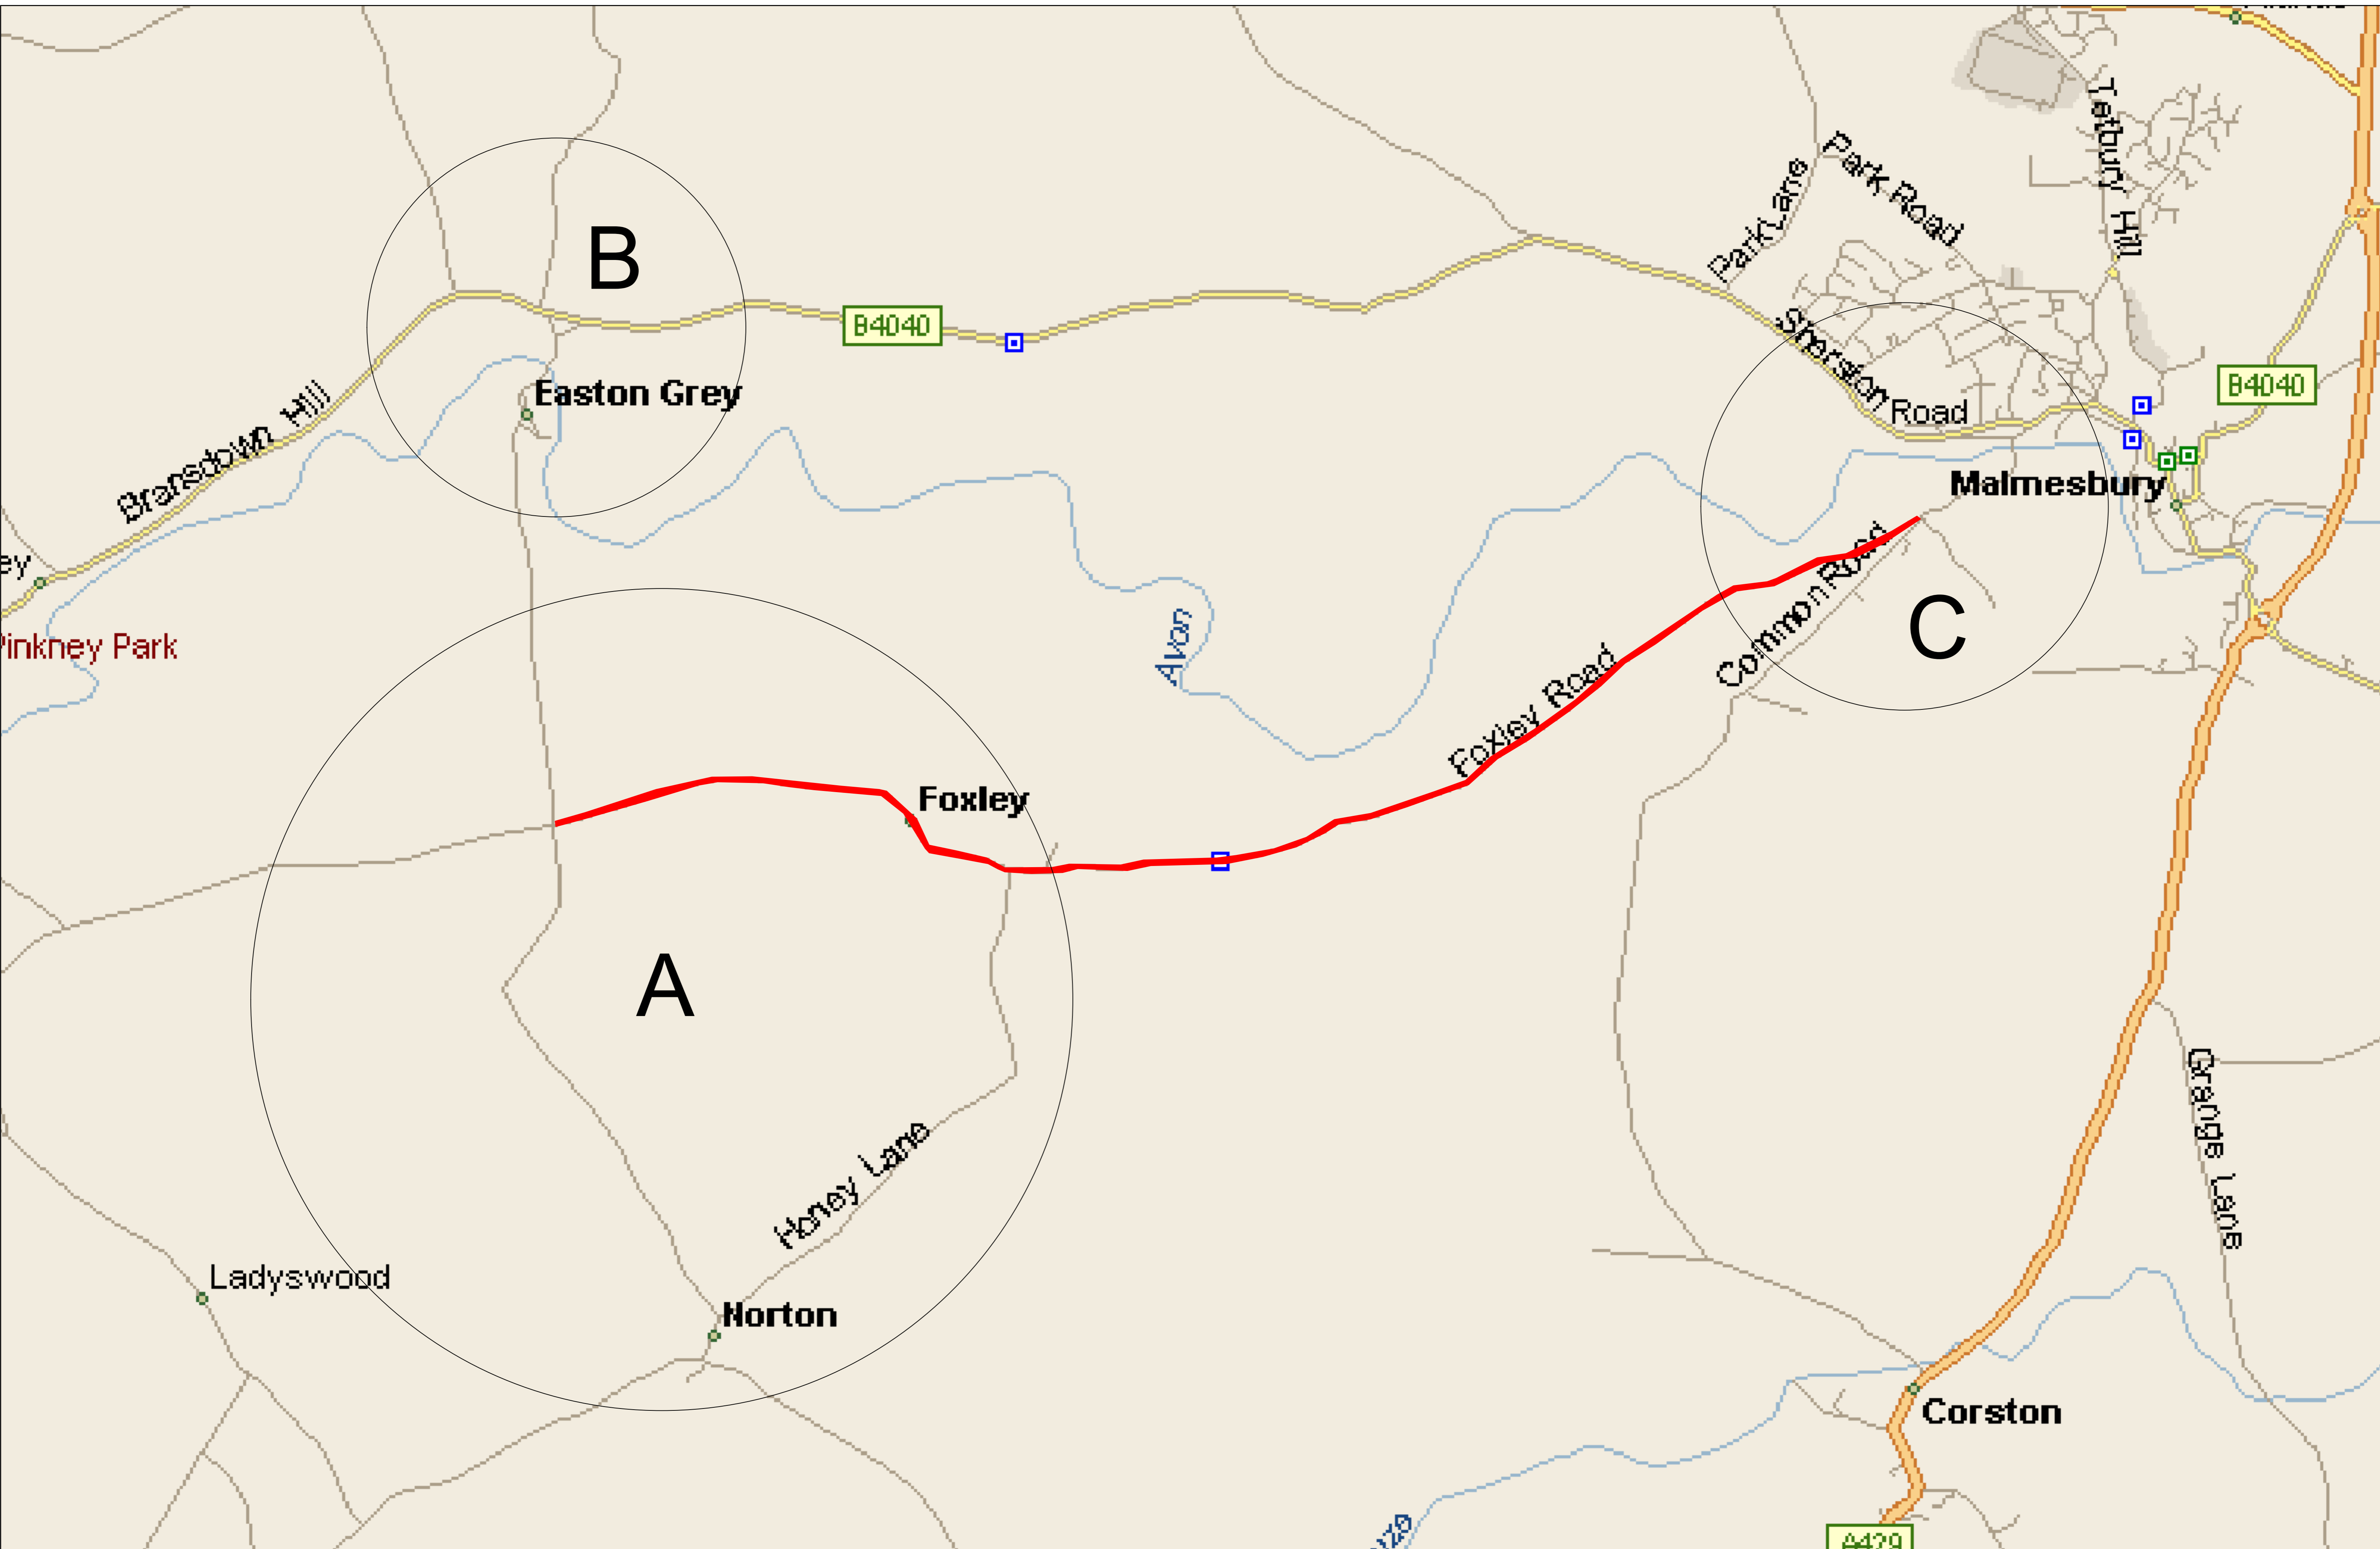 Tetbury Hill
Park Road
Park Lane
B
B4040
Sherston Road
B4040
Easton Grey
Bransdown Hill
Malmesbury
ey
Common Road
C
Pinkney Park
Avon
Foxley Road
Foxley
A
Grange Lane
Honey Lane
Ladyswood
Norton
Corston
A429